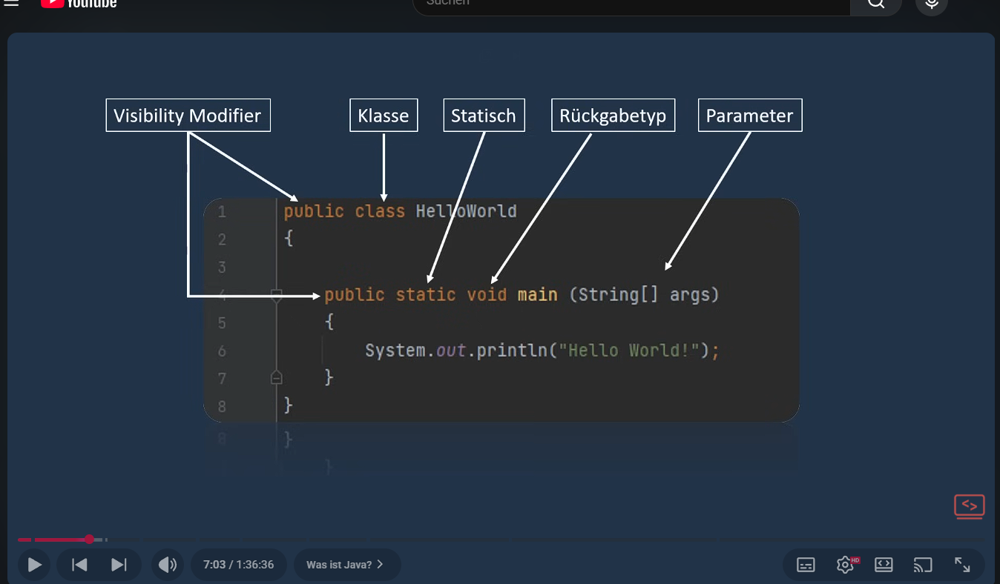 YouTube
Suchen
Visibility Modifier
Klasse
Statisch
Rückgabetyp
Parameter
1 public class HelloWorld
2 {
3
4 public static void main (String[] args)
5 {
6 System.out.println("Hello World!");
7 }
8 }
8 }
}
<>
7:03 / 1:36:36
Was ist Java?
HD